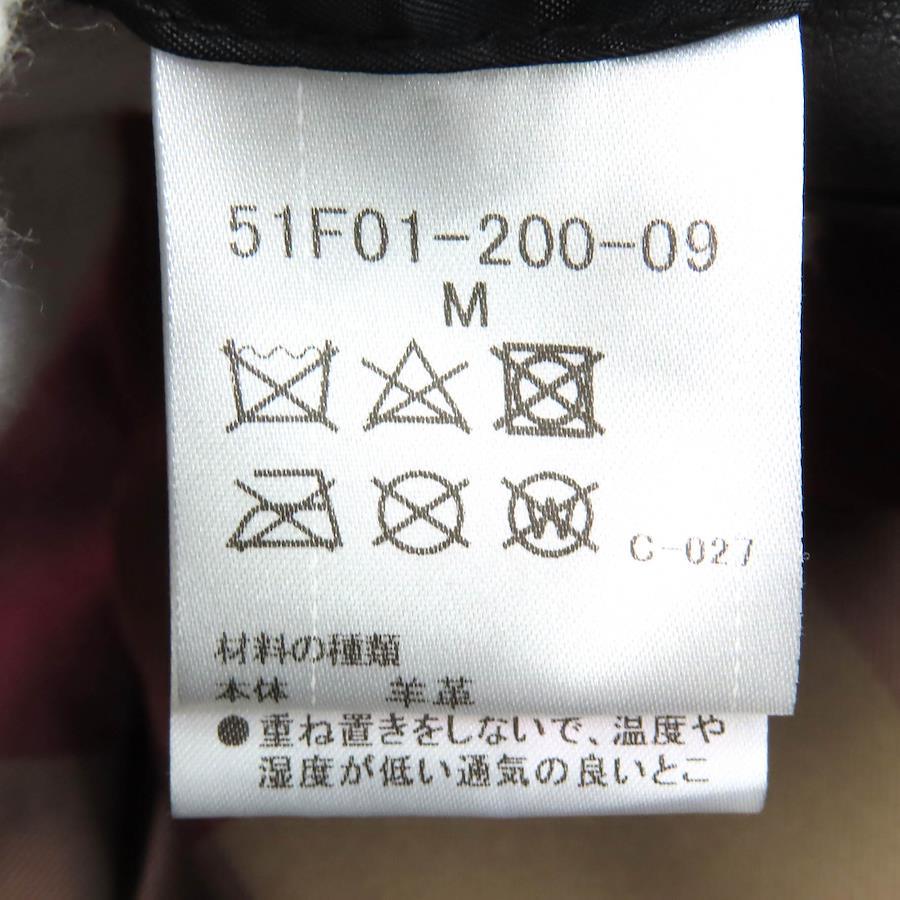 51F01-200-09
M
W
C-027
材料の種類
本体 羊革
●重ね置きをしないで、温度や
湿度が低い通気の良いとこ